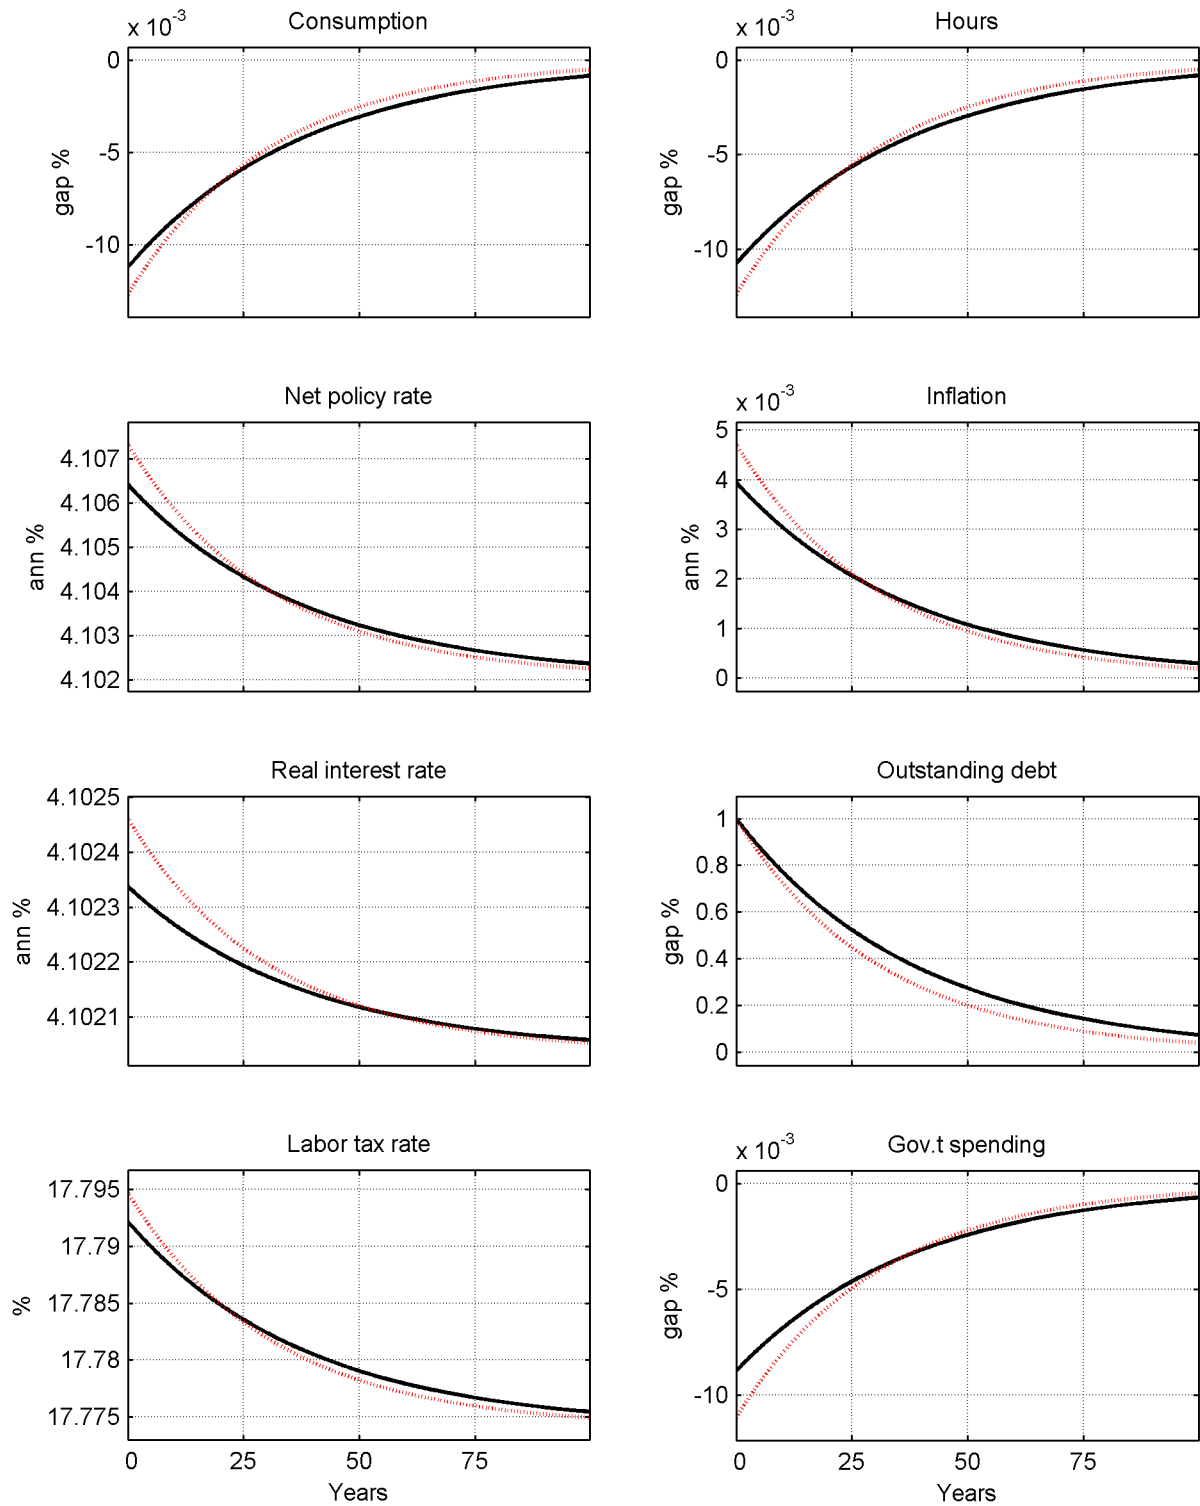 x 10-3 Consumption
0
-5
-10
gap %
x 10-3 Hours
0
-5
-10
gap %
Net policy rate
4.107
4.106
4.105
4.104
4.103
4.102
ann %
x 10-3 Inflation
5
4
3
2
1
0
ann %
Real interest rate
4.1025
4.1024
4.1023
4.1022
4.1021
ann %
Outstanding debt
1
0.8
0.6
0.4
0.2
0
gap %
Labor tax rate
17.795
17.79
17.785
17.78
17.775
%
0 25 50 75
Years
x 10-3 Gov.t spending
0
-5
-10
gap %
0 25 50 75
Years